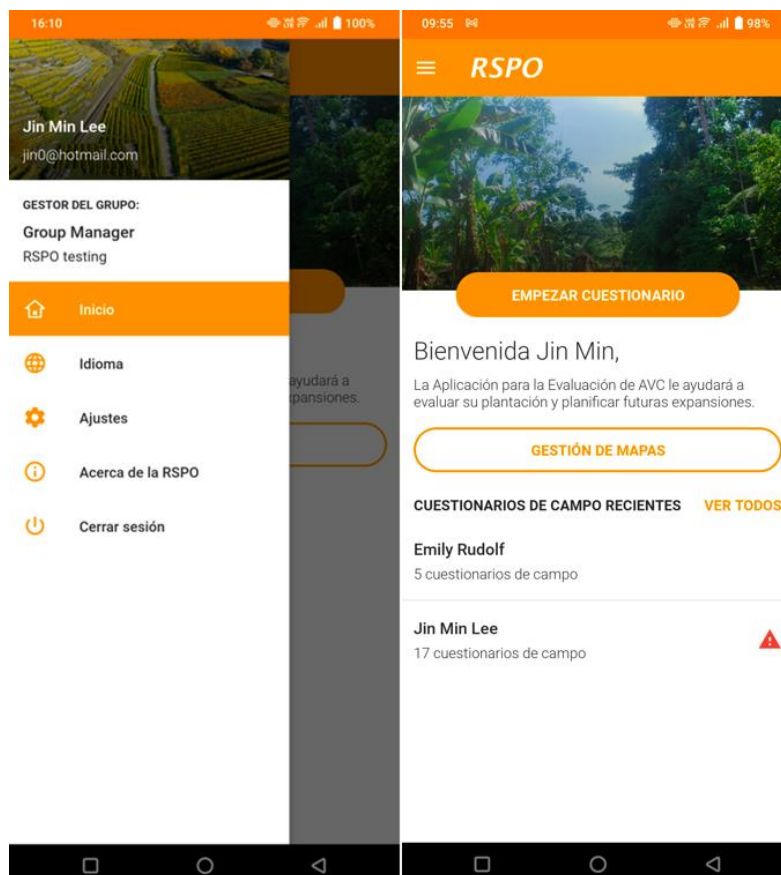 16:10
100%
Jin Min Lee
jin0@hotmail.com
GESTOR DEL GRUPO:
Group Manager
RSPO testing
Inicio
Idioma
Ajustes
Acerca de la RSPO
Cerrar sesión
ayudará a
pansiones.
09:55
98%
RSPO
EMPEZAR CUESTIONARIO
Bienvenida Jin Min,
La Aplicación para la Evaluación de AVC le ayudará a
evaluar su plantación y planificar futuras expansiones.
GESTIÓN DE MAPAS
CUESTIONARIOS DE CAMPO RECIENTES VER TODOS
Emily Rudolf
5 cuestionarios de campo
Jin Min Lee
17 cuestionarios de campo